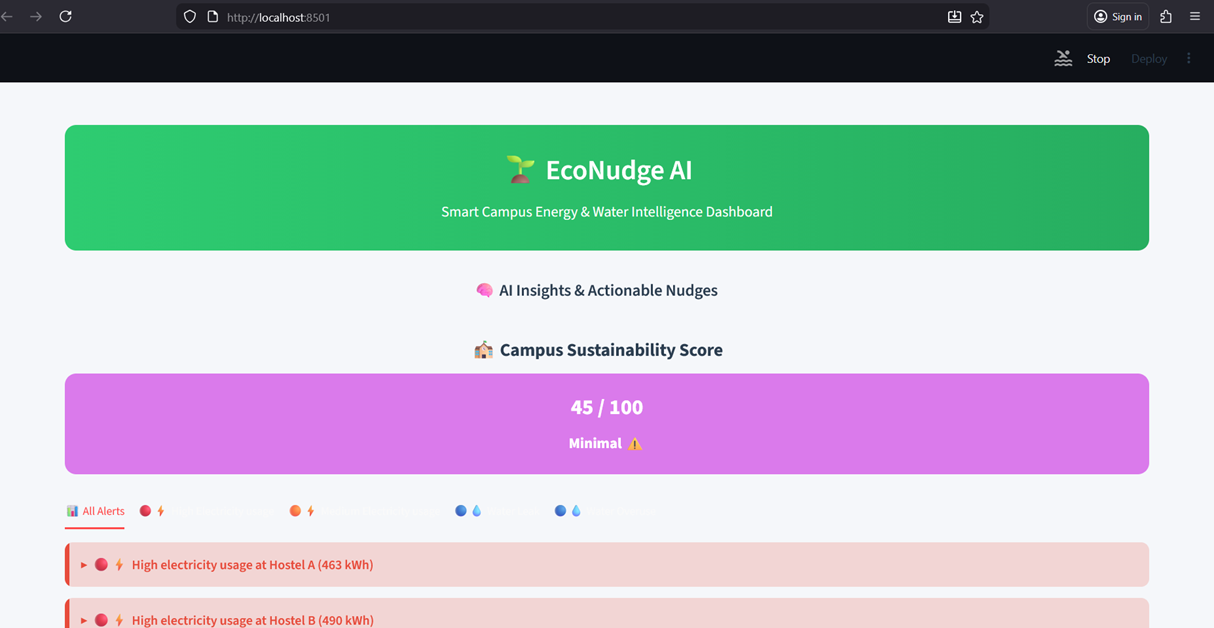 http://localhost:8501
Sign in
Stop
Deploy
EcoNudge AI
Smart Campus Energy & Water Intelligence Dashboard
AI Insights & Actionable Nudges
Campus Sustainability Score
45 / 100
Minimal
All Alerts
High electricity usage at Hostel A (463 kWh)
High electricity usage at Hostel B (490 kWh)